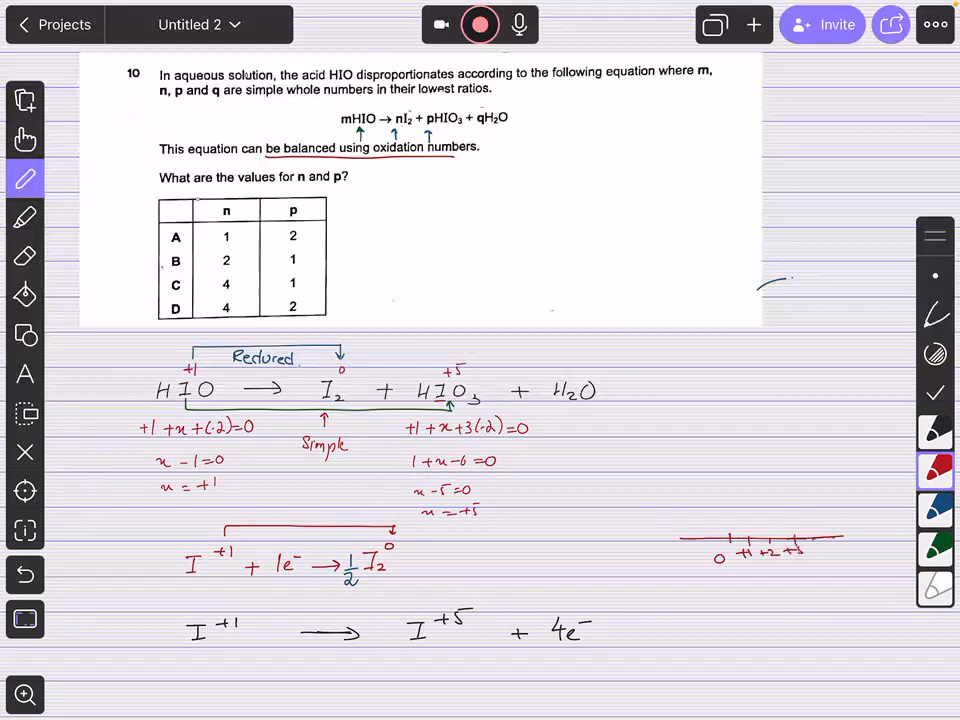 Projects
Untitled 2
Invite
10 In aqueous solution, the acid HIO disproportionates according to the following equation where m,
n, p and q are simple whole numbers in their lowest ratios.
mHIO → nI₂ + pHIO₃ + qH₂O
This equation can be balanced using oxidation numbers.
What are the values for n and p?
n p
A 1 2
B 2 1
C 4 1
D 4 2
Reduced.
+1 0 +5
HIO → I₂ + HIO₃ + H₂O
+1 +x +(-2)=0
Simple
+1 +x +3(-2)=0
x -1=0
1+x-6=0
x = +1
x -5=0
x = +5
I⁺¹ + 1e⁻ → 1/2 I₂⁰
0 +1 +2 +3
I⁺¹ → I⁺⁵ + 4e⁻